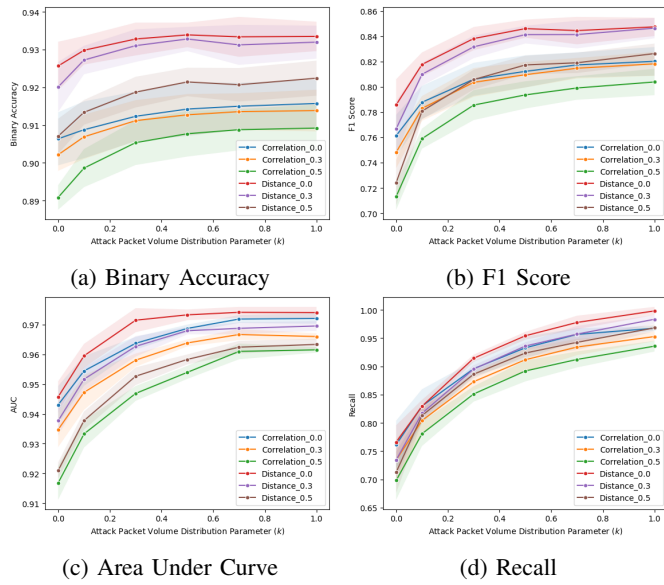 0.93
0.92
0.91
0.90
0.89
Binary Accuracy
Correlation_0.0
Correlation_0.3
Correlation_0.5
Distance_0.0
Distance_0.3
Distance_0.5
0.0 0.2 0.4 0.6 0.8 1.0
Attack Packet Volume Distribution Parameter (k)
(a) Binary Accuracy
0.86
0.84
0.82
0.80
0.78
0.76
0.74
0.72
0.70
F1 Score
Correlation_0.0
Correlation_0.3
Correlation_0.5
Distance_0.0
Distance_0.3
Distance_0.5
0.0 0.2 0.4 0.6 0.8 1.0
Attack Packet Volume Distribution Parameter (k)
(b) F1 Score
0.97
0.96
0.95
0.94
0.93
0.92
0.91
AUC
Correlation_0.0
Correlation_0.3
Correlation_0.5
Distance_0.0
Distance_0.3
Distance_0.5
0.0 0.2 0.4 0.6 0.8 1.0
Attack Packet Volume Distribution Parameter (k)
(c) Area Under Curve
1.00
0.95
0.90
0.85
0.80
0.75
0.70
0.65
Recall
Correlation_0.0
Correlation_0.3
Correlation_0.5
Distance_0.0
Distance_0.3
Distance_0.5
0.0 0.2 0.4 0.6 0.8 1.0
Attack Packet Volume Distribution Parameter (k)
(d) Recall